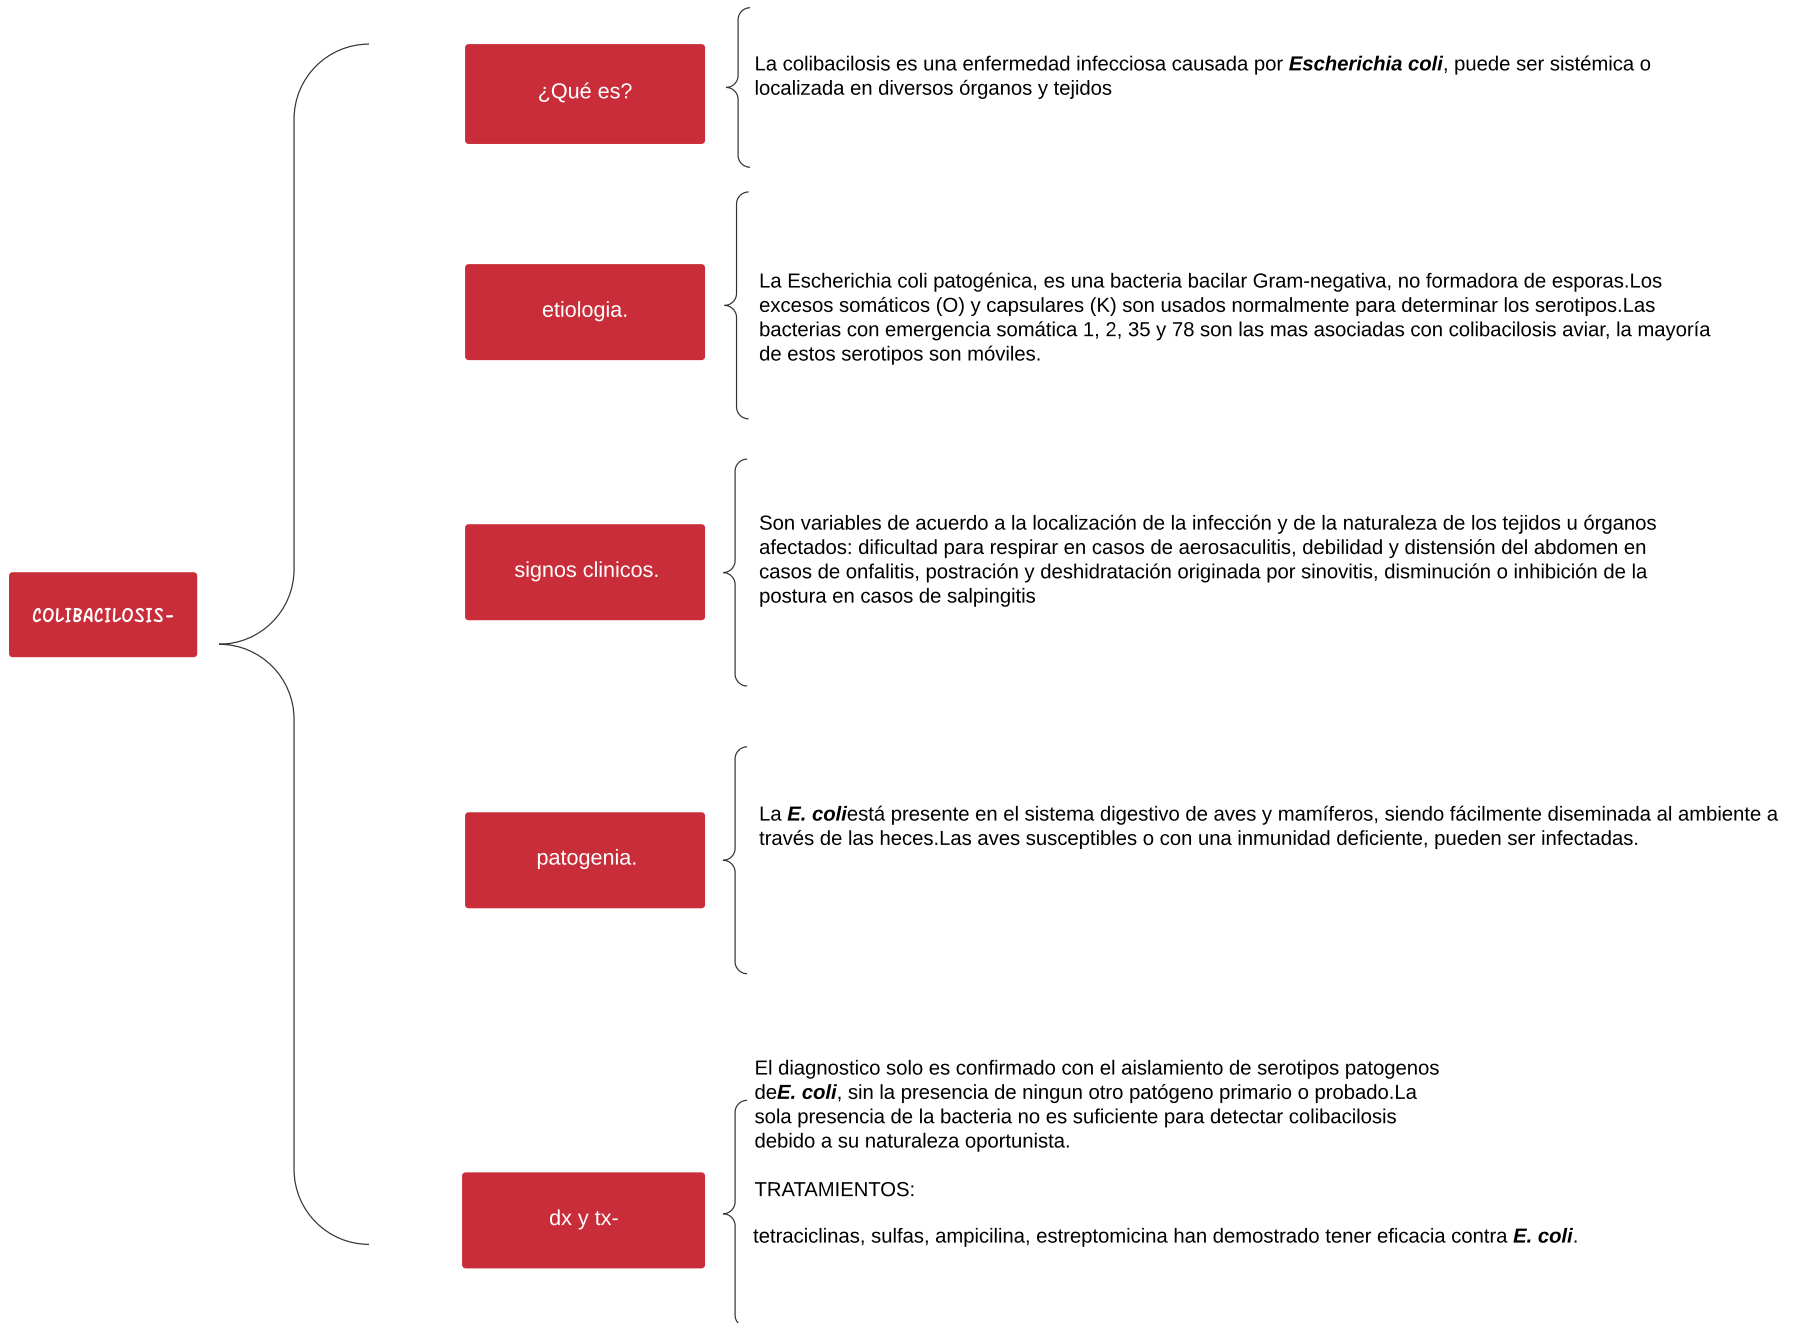 ¿Qué es?
La colibacilosis es una enfermedad infecciosa causada por Escherichia coli, puede ser sistémica o
localizada en diversos órganos y tejidos
etiologia.
La Escherichia coli patogénica, es una bacteria bacilar Gram-negativa, no formadora de esporas.Los
excesos somáticos (O) y capsulares (K) son usados normalmente para determinar los serotipos.Las
bacterias con emergencia somática 1, 2, 35 y 78 son las mas asociadas con colibacilosis aviar, la mayoría
de estos serotipos son móviles.
signos clinicos.
Son variables de acuerdo a la localización de la infección y de la naturaleza de los tejidos u órganos
afectados: dificultad para respirar en casos de aerosaculitis, debilidad y distensión del abdomen en
casos de onfalitis, postración y deshidratación originada por sinovitis, disminución o inhibición de la
postura en casos de salpingitis
COLIBACILOSIS-
patogenia.
La E. coliestá presente en el sistema digestivo de aves y mamíferos, siendo fácilmente diseminada al ambiente a
través de las heces.Las aves susceptibles o con una inmunidad deficiente, pueden ser infectadas.
dx y tx-
El diagnostico solo es confirmado con el aislamiento de serotipos patogenos
deE. coli, sin la presencia de ningun otro patógeno primario o probado.La
sola presencia de la bacteria no es suficiente para detectar colibacilosis
debido a su naturaleza oportunista.
TRATAMIENTOS:
tetraciclinas, sulfas, ampicilina, estreptomicina han demostrado tener eficacia contra E. coli.